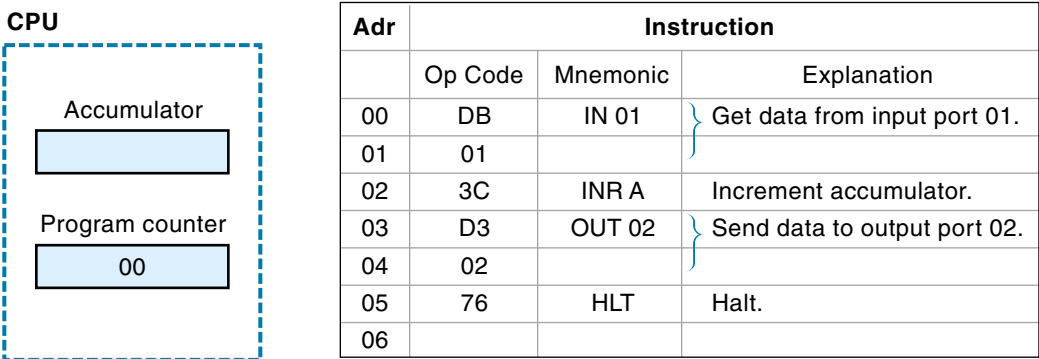 CPU
Accumulator
Program counter
00
Adr Instruction
Op Code Mnemonic Explanation
00 DB IN 01 Get data from input port 01.
01 01
02 3C INR A Increment accumulator.
03 D3 OUT 02 Send data to output port 02.
04 02
05 76 HLT Halt.
06